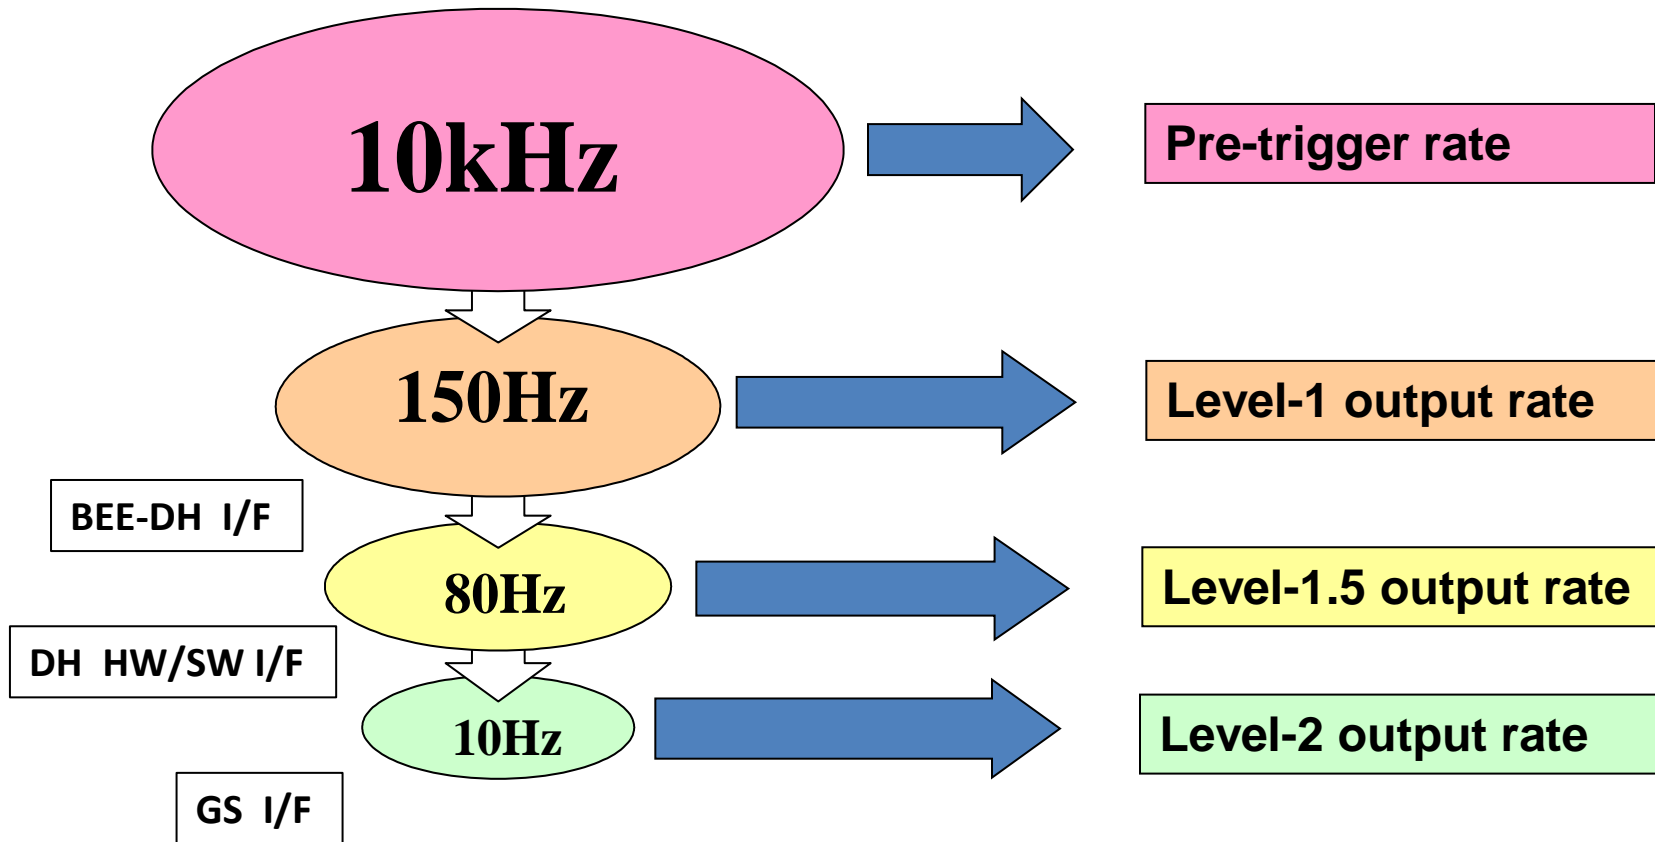 10kHz
Pre-trigger rate
150Hz
Level-1 output rate
BEE-DH I/F
80Hz
Level-1.5 output rate
DH HW/SW I/F
10Hz
Level-2 output rate
GS I/F